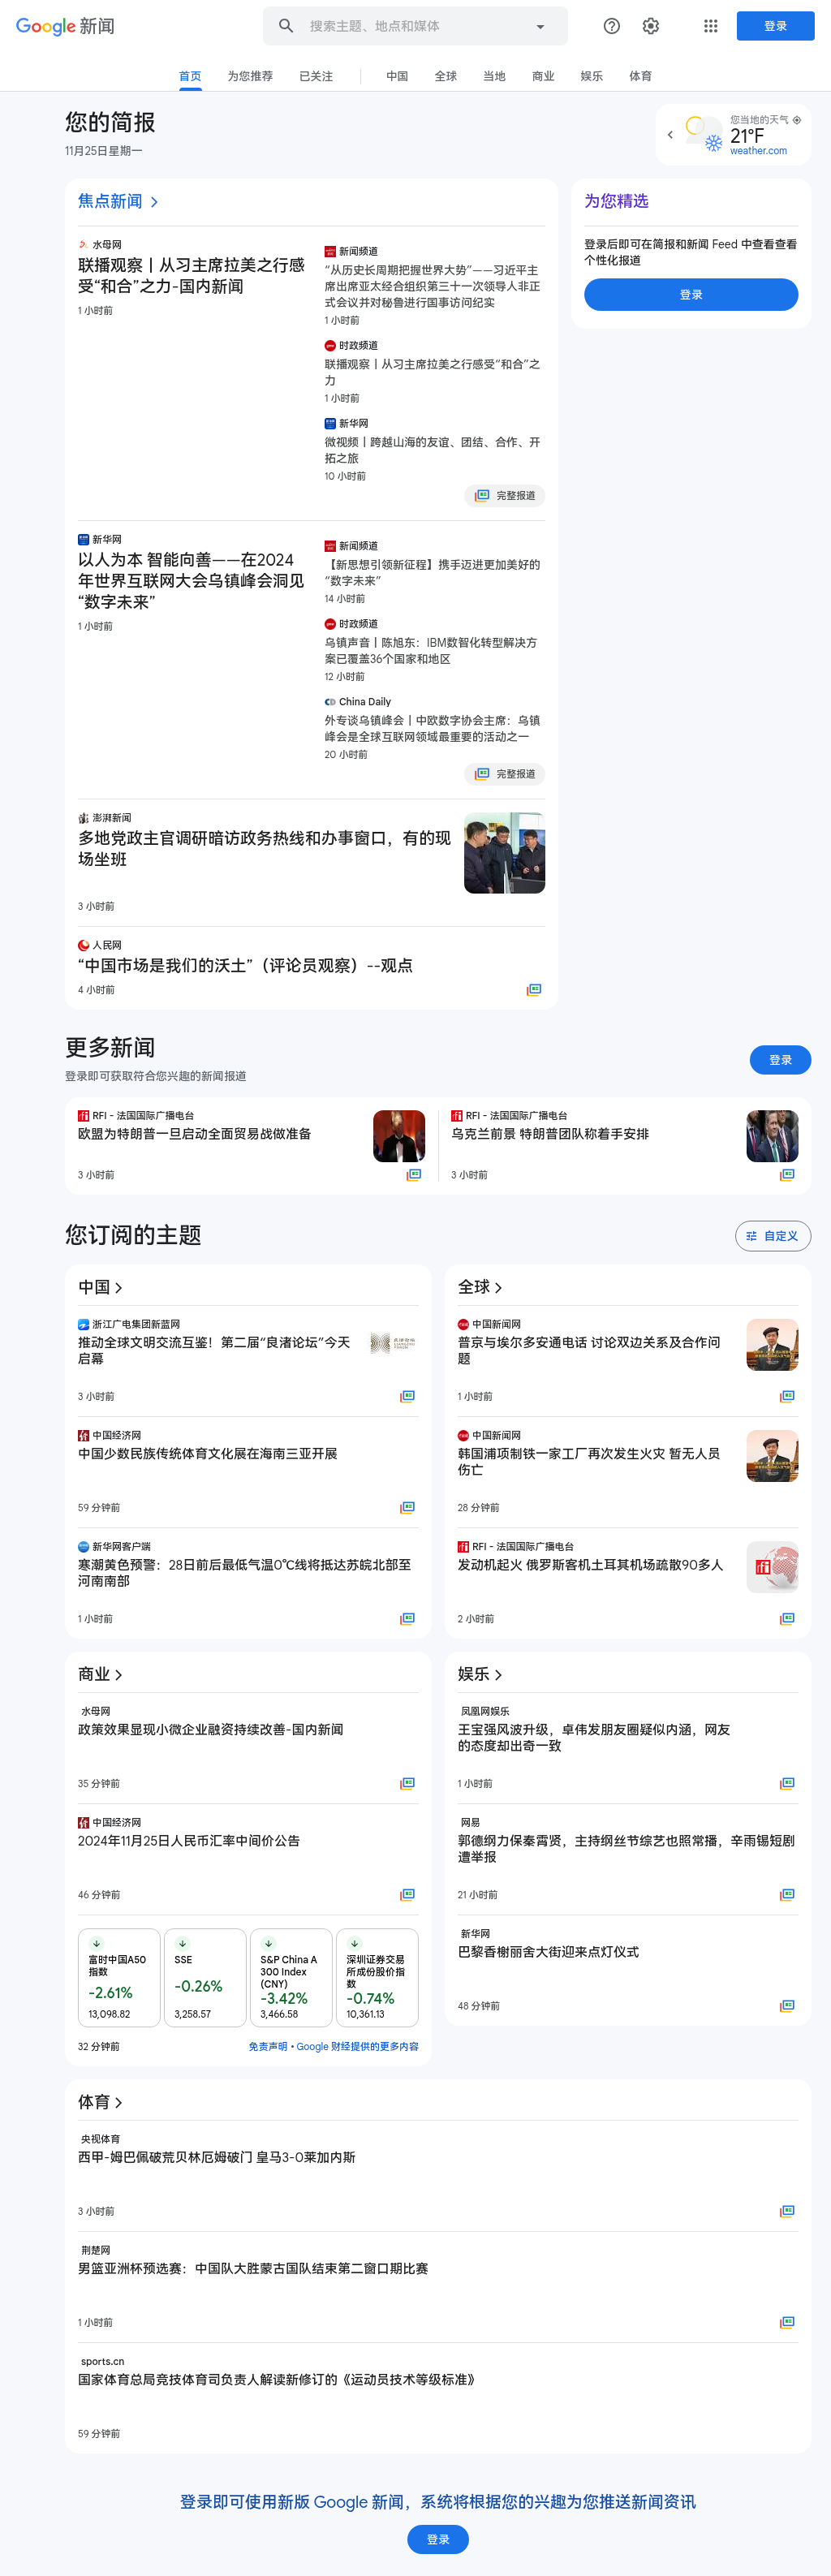 Google 新闻
搜索主题、地点和媒体
登录
首页
为您推荐
已关注
中国
全球
当地
商业
娱乐
体育
您的简报
11月25日星期一
您当地的天气
21°F
weather.com
焦点新闻
水母网
联播观察丨从习主席拉美之行感
受“和合”之力-国内新闻
1 小时前
新闻频道
“从历史长周期把握世界大势”——习近平主
席出席亚太经合组织第三十一次领导人非正
式会议并对秘鲁进行国事访问纪实
1 小时前
时政频道
联播观察丨从习主席拉美之行感受“和合”之
力
1 小时前
新华网
微视频丨跨越山海的友谊、团结、合作、开
拓之旅
10 小时前
完整报道
新华网
以人为本 智能向善——在2024
年世界互联网大会乌镇峰会洞见
“数字未来”
1 小时前
新闻频道
【新思想引领新征程】携手迈进更加美好的
“数字未来”
14 小时前
时政频道
乌镇声音丨陈旭东：IBM数智化转型解决方
案已覆盖36个国家和地区
12 小时前
China Daily
外专谈乌镇峰会丨中欧数字协会主席：乌镇
峰会是全球互联网领域最重要的活动之一
20 小时前
完整报道
澎湃新闻
多地党政主官调研暗访政务热线和办事窗口，有的现
场坐班
3 小时前
人民网
“中国市场是我们的沃土”（评论员观察）--观点
4 小时前
为您精选
登录后即可在简报和新闻 Feed 中查看查看
个性化报道
登录
更多新闻
登录即可获取符合您兴趣的新闻报道
登录
RFI - 法国国际广播电台
欧盟为特朗普一旦启动全面贸易战做准备
3 小时前
RFI - 法国国际广播电台
乌克兰前景 特朗普团队称着手安排
3 小时前
您订阅的主题
自定义
中国
浙江广电集团新蓝网
推动全球文明交流互鉴！第二届“良渚论坛”今天
启幕
3 小时前
中国经济网
中国少数民族传统体育文化展在海南三亚开展
59 分钟前
新华网客户端
寒潮黄色预警：28日前后最低气温0℃线将抵达苏皖北部至
河南南部
1 小时前
全球
中国新闻网
普京与埃尔多安通电话 讨论双边关系及合作问
题
1 小时前
中国新闻网
韩国浦项制铁一家工厂再次发生火灾 暂无人员
伤亡
28 分钟前
RFI - 法国国际广播电台
发动机起火 俄罗斯客机土耳其机场疏散90多人
2 小时前
商业
水母网
政策效果显现小微企业融资持续改善-国内新闻
35 分钟前
中国经济网
2024年11月25日人民币汇率中间价公告
46 分钟前
富时中国A50
指数
-2.61%
13,098.82
SSE
-0.26%
3,258.57
S&P China A
300 Index
(CNY)
-3.42%
3,466.58
深圳证券交易
所成份股价指
数
-0.74%
10,361.13
32 分钟前
免责声明 • Google 财经提供的更多内容
娱乐
凤凰网娱乐
王宝强风波升级，卓伟发朋友圈疑似内涵，网友
的态度却出奇一致
1 小时前
网易
郭德纲力保秦霄贤，主持纲丝节综艺也照常播，辛雨锡短剧
遭举报
21 小时前
新华网
巴黎香榭丽舍大街迎来点灯仪式
48 分钟前
体育
央视体育
西甲-姆巴佩破荒贝林厄姆破门 皇马3-0莱加内斯
3 小时前
荆楚网
男篮亚洲杯预选赛：中国队大胜蒙古国队结束第二窗口期比赛
1 小时前
sports.cn
国家体育总局竞技体育司负责人解读新修订的《运动员技术等级标准》
59 分钟前
登录即可使用新版 Google 新闻，系统将根据您的兴趣为您推送新闻资讯
登录